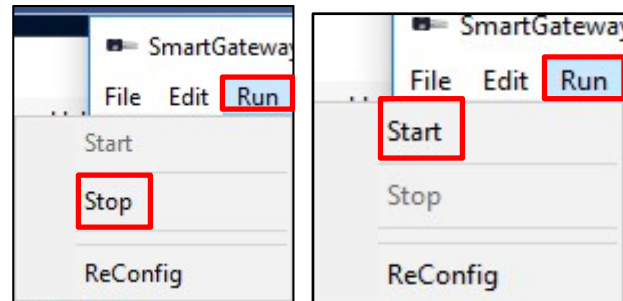 SmartGateway
File Edit Run
Start
Stop
ReConfig
SmartGateway
File Edit Run
Start
Stop
ReConfig